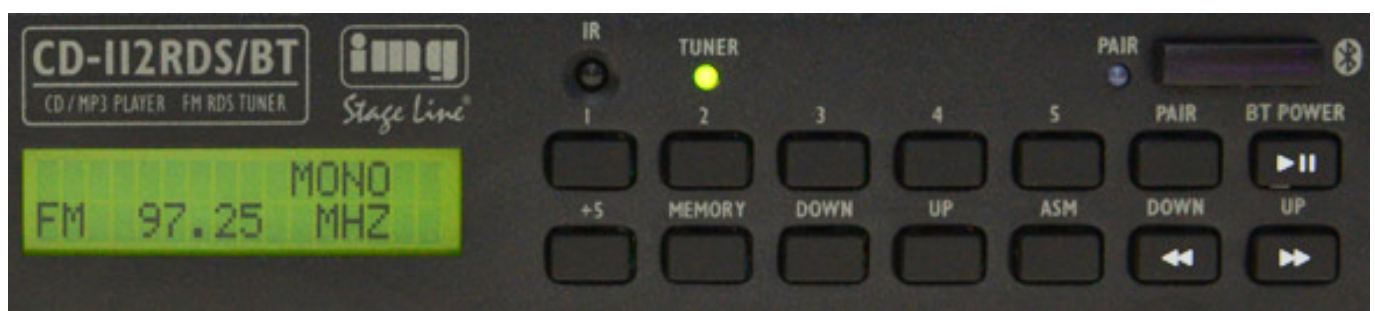 CD-112RDS/BT
CD / MP3 PLAYER FM RDS TUNER
img
Stage Line®
MONO
FM 97.25 MHZ
IR
TUNER
PAIR
1 2 3 4 5 PAIR BT POWER
+5 MEMORY DOWN UP ASM DOWN UP